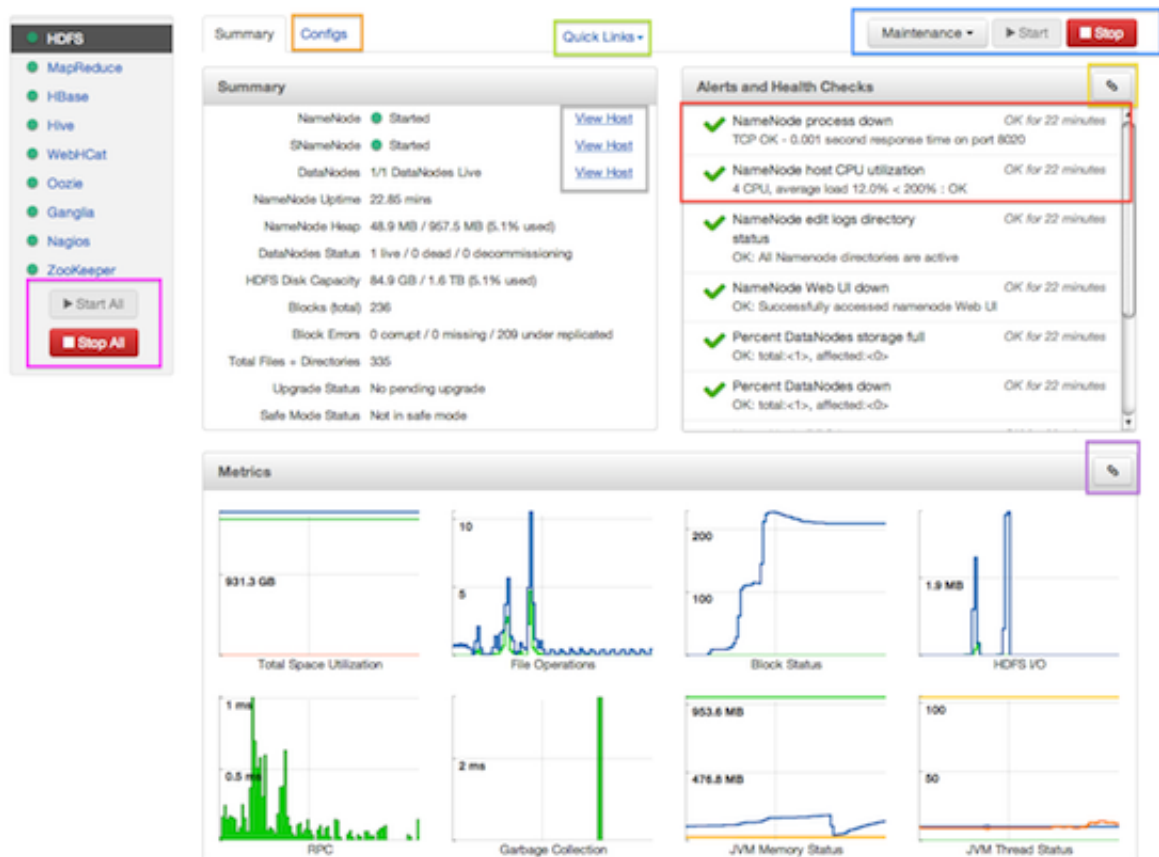 HDFS
MapReduce
HBase
Hive
WebHCat
Oozie
Ganglia
Nagios
ZooKeeper
Start All
Stop All
Summary Configs Quick Links Maintenance Start Stop
Summary
NameNode Started View Host
SNameNode Started View Host
DataNodes 1/1 DataNodes Live View Host
NameNode Uptime 22.85 mins
NameNode Heap 48.9 MB / 957.5 MB (5.1% used)
DataNodes Status 1 live / 0 dead / 0 decommissioning
HDFS Disk Capacity 84.9 GB / 1.6 TB (5.1% used)
Blocks (total) 236
Block Errors 0 corrupt / 0 missing / 209 under replicated
Total Files + Directories 335
Upgrade Status No pending upgrade
Safe Mode Status Not in safe mode
Alerts and Health Checks
NameNode process down OK for 22 minutes
TCP OK - 0.001 second response time on port 8020
NameNode host CPU utilization OK for 22 minutes
4 CPU, average load 12.0% < 200% : OK
NameNode edit logs directory OK for 22 minutes
status
OK: All Namenode directories are active
NameNode Web UI down OK for 22 minutes
OK: Successfully accessed namenode Web UI
Percent DataNodes storage full OK for 22 minutes
OK: total:<1>, affected:<0>
Percent DataNodes down OK for 22 minutes
OK: total:<1>, affected:<0>
Metrics
931.3 GB
Total Space Utilization
10
5
File Operations
200
100
Block Status
1.9 MB
HDFS I/O
1 ms
0.5 ms
RPC
2 ms
Garbage Collection
953.6 MB
476.8 MB
JVM Memory Status
100
50
JVM Thread Status